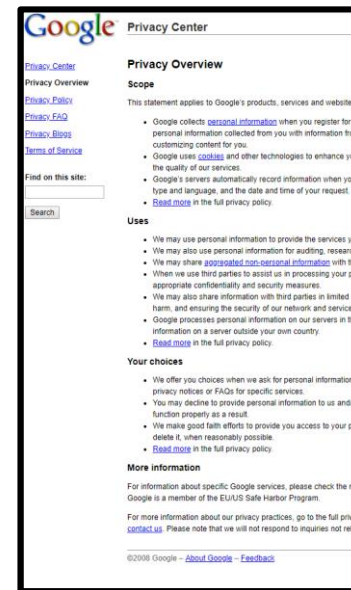 Google Privacy Center
Privacy Center
Privacy Overview
Privacy Policy
Privacy FAQ
Privacy Blogs
Terms of Service
Find on this site:
Search
Privacy Overview
Scope
This statement applies to Google's products, services and website
Google collects personal information when you register for
personal information collected from you with information fr
customizing content for you.
Google uses cookies and other technologies to enhance y
the quality of our services.
Google's servers automatically record information when yo
type and language, and the date and time of your request.
Read more in the full privacy policy.
Uses
We may use personal information to provide the services y
We may also use personal information for auditing, resear
We may share aggregated non-personal information with t
When we use third parties to assist us in processing your p
appropriate confidentiality and security measures.
We may also share information with third parties in limited
harm, and ensuring the security of our network and service
Google processes personal information on our servers in th
information on a server outside your own country.
Read more in the full privacy policy.
Your choices
We offer you choices when we ask for personal information
privacy notices or FAQs for specific services.
You may decline to provide personal information to us and
function properly as a result.
We make good faith efforts to provide you access to your p
delete it, when reasonably possible.
Read more in the full privacy policy.
More information
For information about specific Google services, please check the r
Google is a member of the EU/US Safe Harbor Program.
For more information about our privacy practices, go to the full priv
contact us. Please note that we will not respond to inquiries not rel
©2008 Google – About Google – Feedback